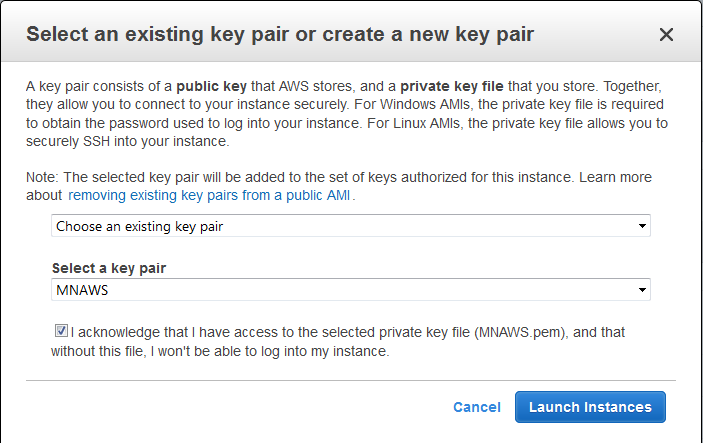 Select an existing key pair or create a new key pair
A key pair consists of a public key that AWS stores, and a private key file that you store. Together,
they allow you to connect to your instance securely. For Windows AMIs, the private key file is required
to obtain the password used to log into your instance. For Linux AMIs, the private key file allows you to
securely SSH into your instance.
Note: The selected key pair will be added to the set of keys authorized for this instance. Learn more
about removing existing key pairs from a public AMI.
Choose an existing key pair
Select a key pair
MNAWS
I acknowledge that I have access to the selected private key file (MNAWS.pem), and that
without this file, I won't be able to log into my instance.
Cancel Launch Instances